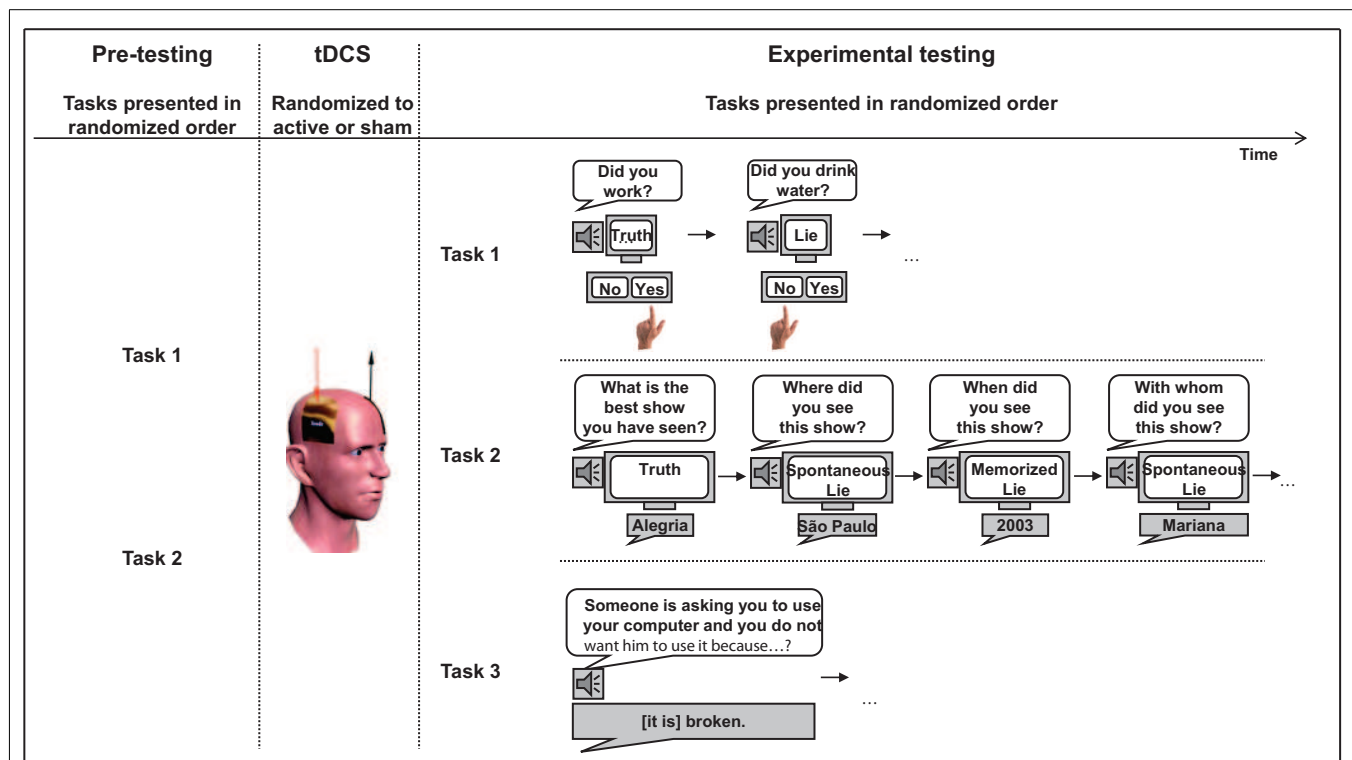 Pre-testing
tDCS
Experimental testing
Tasks presented in
randomized order
Randomized to
active or sham
Tasks presented in randomized order
Time
Task 1
Task 2
Task 1
Did you
work?
Truth
...
No Yes
Did you drink
water?
Lie
No Yes
...
Task 2
What is the
best show
you have seen?
Truth
Alegria
Where did
you see
this show?
Spontaneous
Lie
São Paulo
When did
you see
this show?
Memorized
Lie
2003
With whom
did you see
this show?
Spontaneous
Lie
Mariana
...
Task 3
Someone is asking you to use
your computer and you do not
want him to use it because…?
[it is] broken.
...